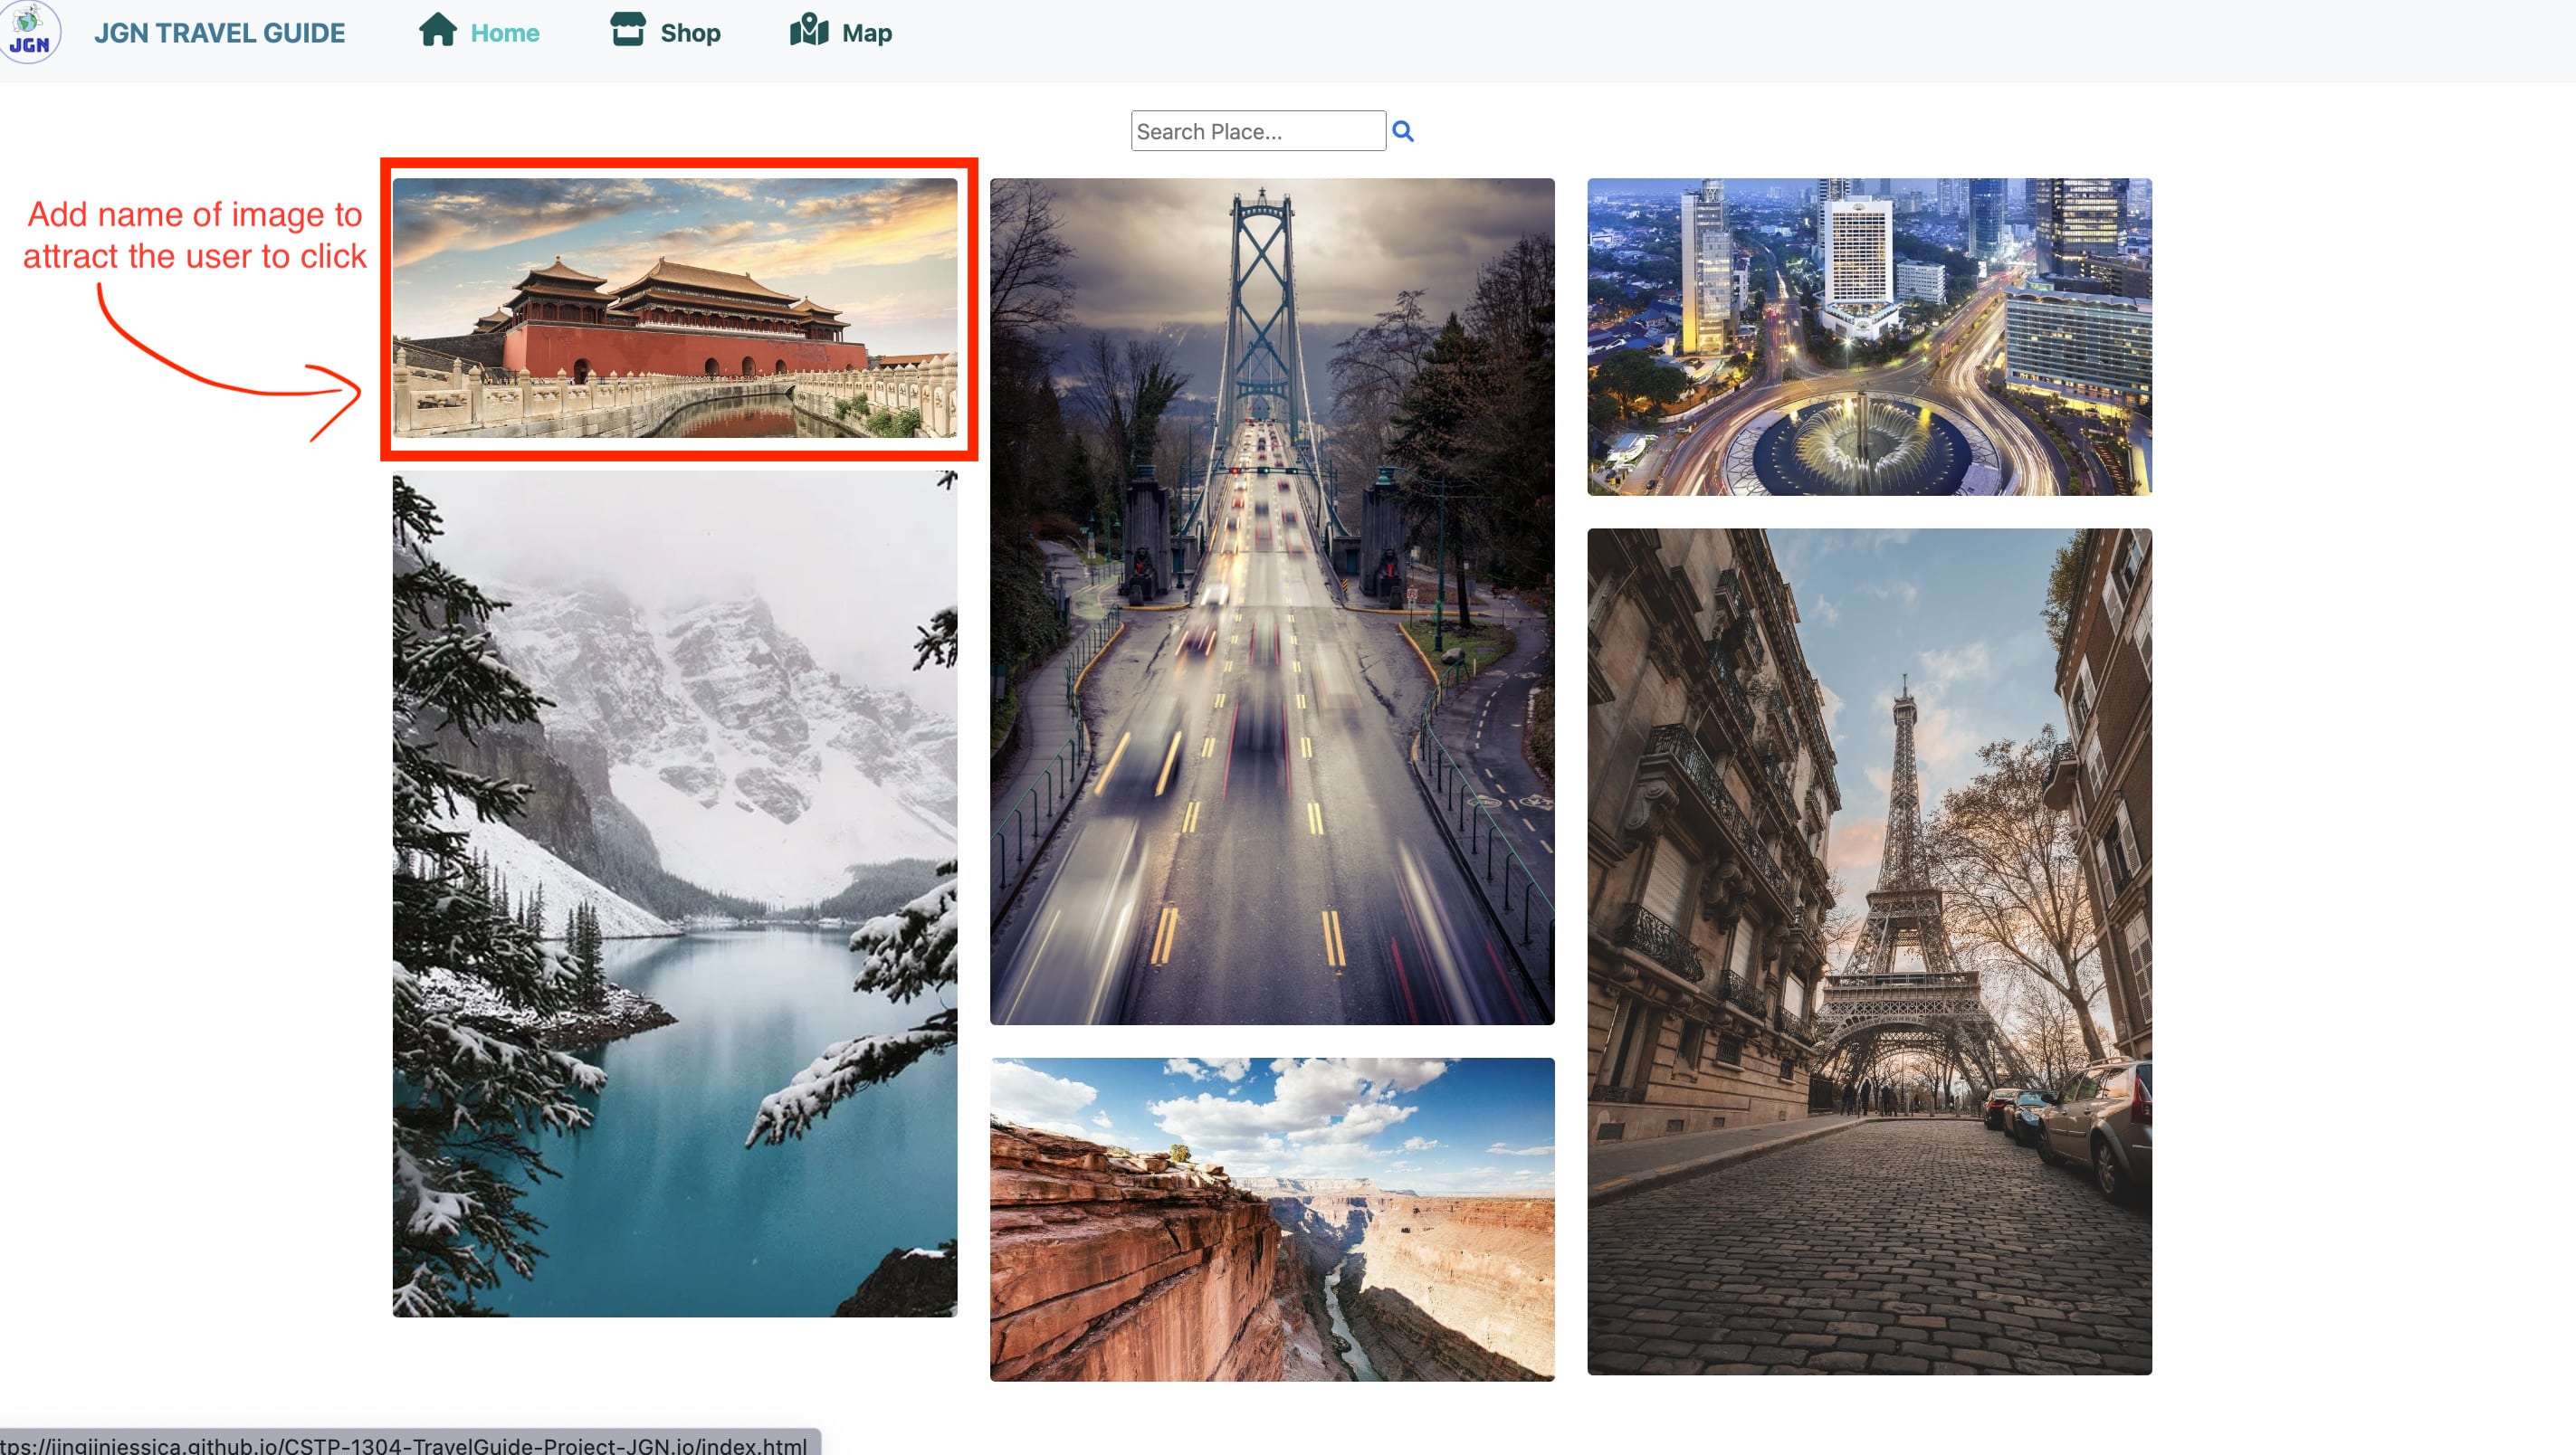 JGN
JGN TRAVEL GUIDE
Home
Shop
Map
Search Place...
Add name of image to
attract the user to click
tps://jingjinjessica.github.io/CSTP-1304-TravelGuide-Project-JGN.io/index.html